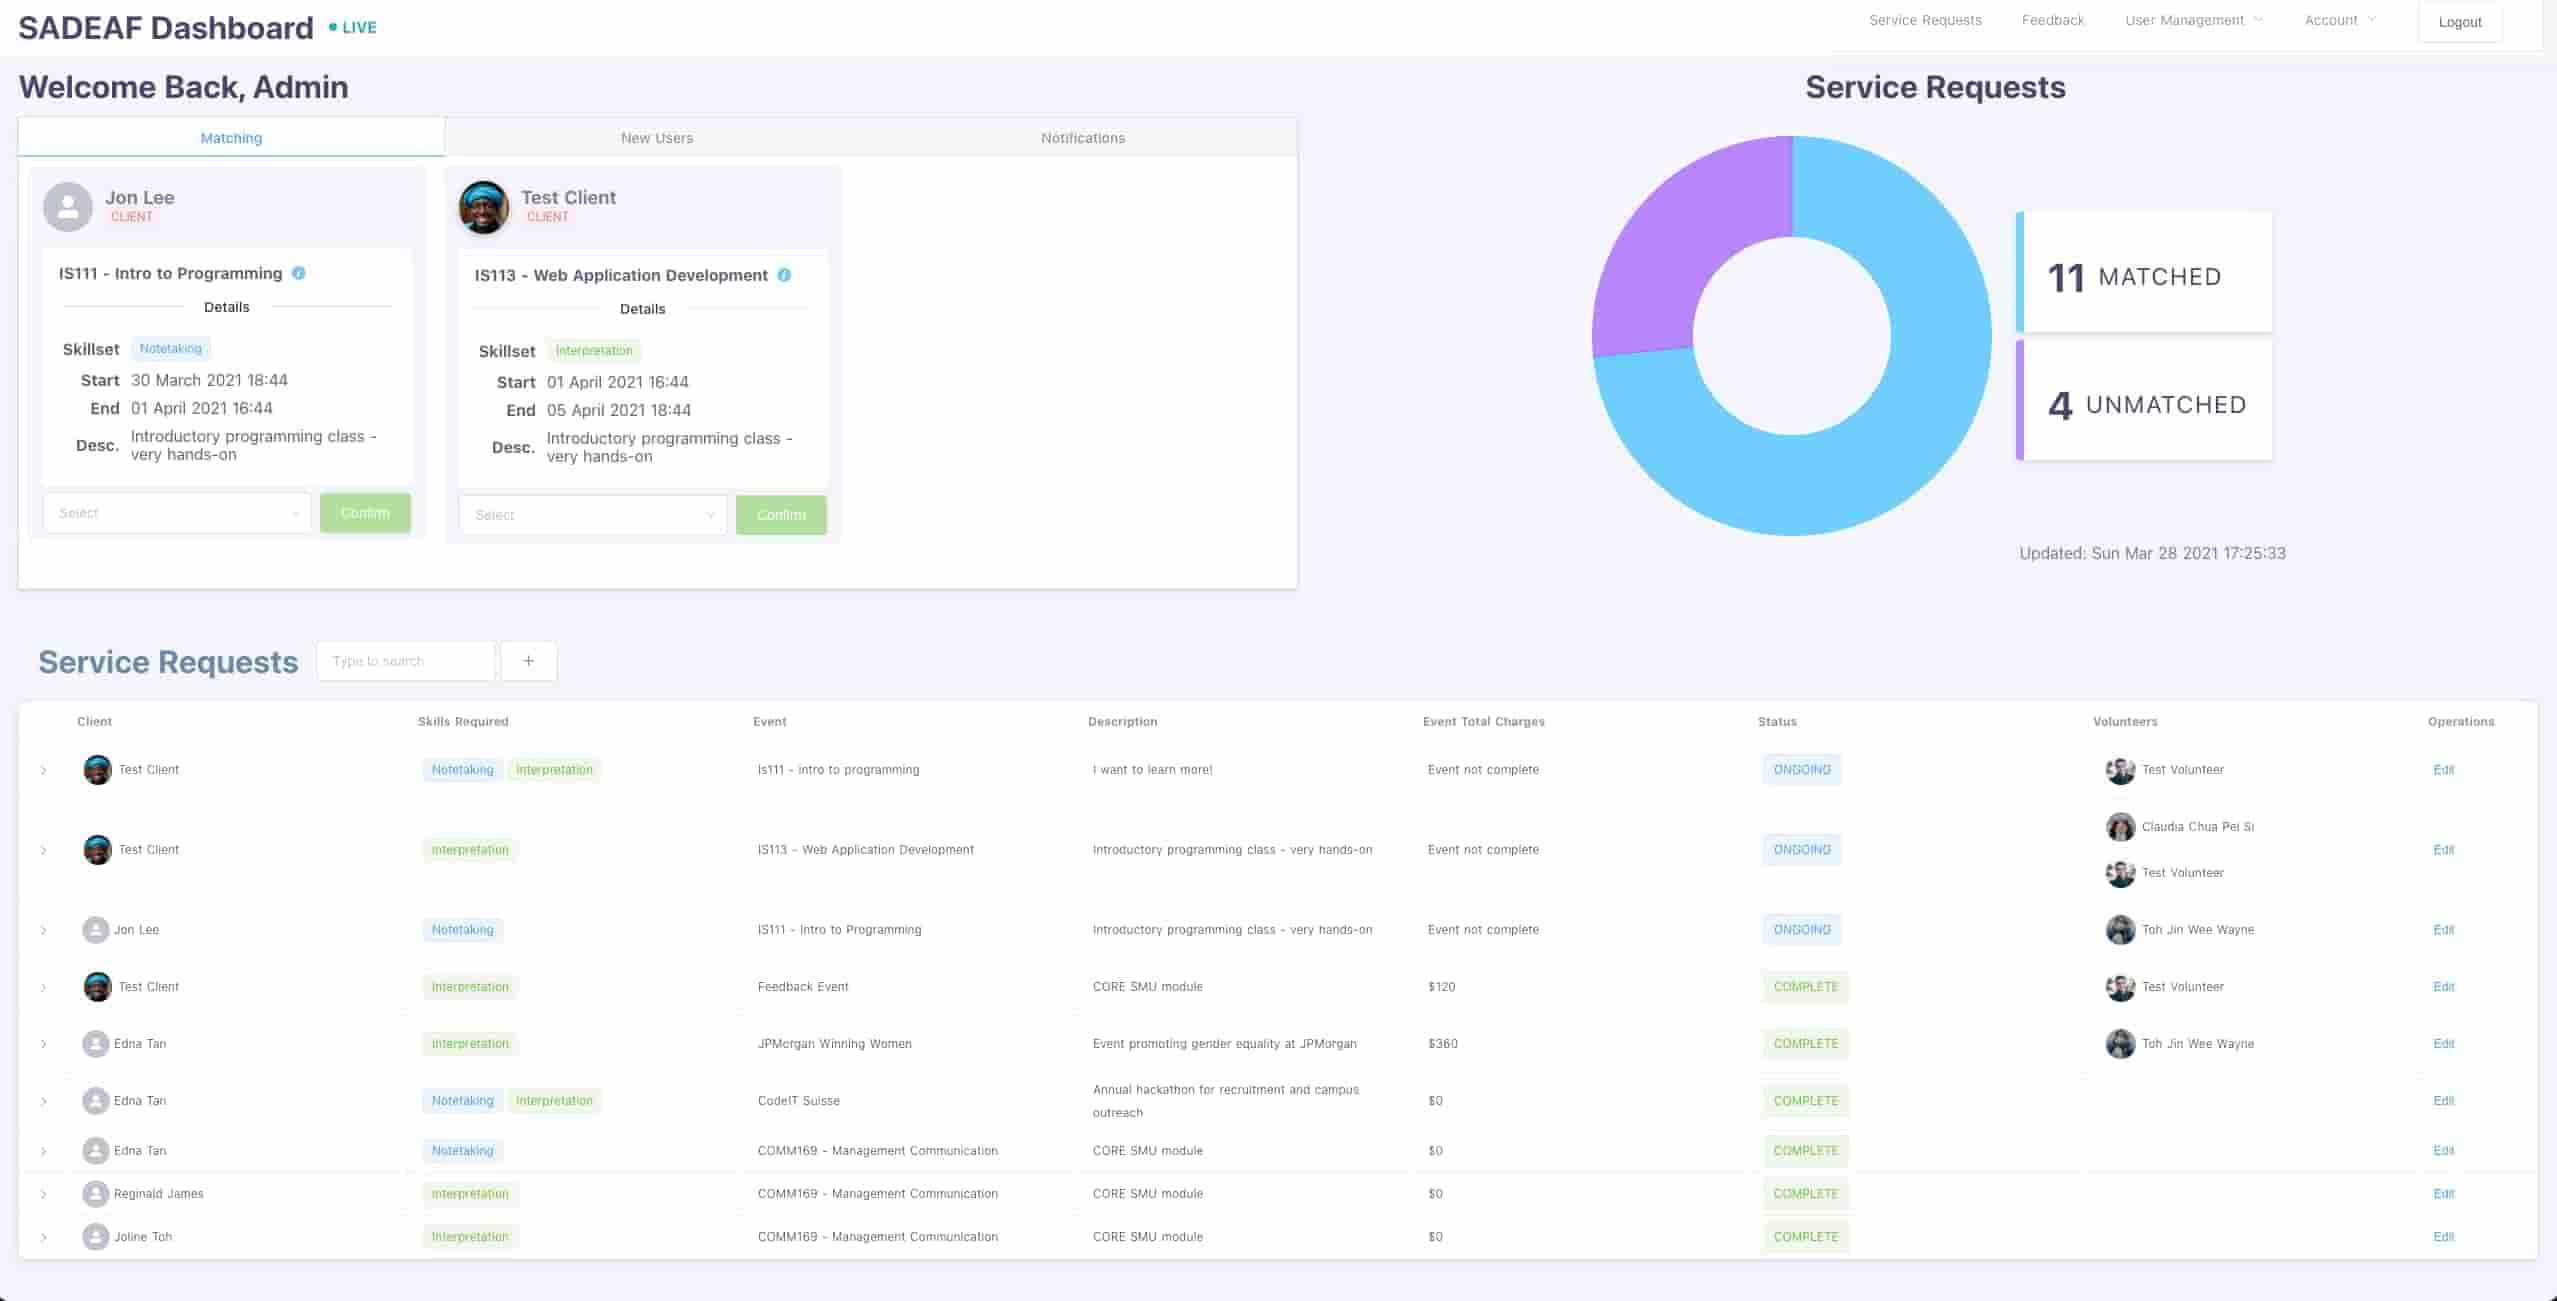 SADEAF Dashboard • LIVE
Service Requests Feedback User Management Account Logout
Welcome Back, Admin
Matching New Users Notifications
Jon Lee
CLIENT
IS111 - Intro to Programming
Details
Skillset Notetaking
Start 30 March 2021 18:44
End 01 April 2021 16:44
Desc. Introductory programming class -
very hands-on
Select Confirm
Test Client
CLIENT
IS113 - Web Application Development
Details
Skillset Interpretation
Start 01 April 2021 16:44
End 05 April 2021 18:44
Desc. Introductory programming class -
very hands-on
Select Confirm
Service Requests
11 MATCHED
4 UNMATCHED
Updated: Sun Mar 28 2021 17:25:33
Service Requests Type to search +
Client Skills Required Event Description Event Total Charges Status Volunteers Operations
Test Client Notetaking Interpretation Is111 - intro to programming I want to learn more! Event not complete ONGOING Test Volunteer Edit
Claudia Chua Pei Si
Test Client Interpretation IS113 - Web Application Development Introductory programming class - very hands-on Event not complete ONGOING Edit
Test Volunteer
Jon Lee Notetaking IS111 - Intro to Programming Introductory programming class - very hands-on Event not complete ONGOING Toh Jin Wee Wayne Edit
Test Client Interpretation Feedback Event CORE SMU module $120 COMPLETE Test Volunteer Edit
Edna Tan Interpretation JPMorgan Winning Women Event promoting gender equality at JPMorgan $360 COMPLETE Toh Jin Wee Wayne Edit
Edna Tan Notetaking Interpretation CodeIT Suisse Annual hackathon for recruitment and campus
outreach $0 COMPLETE Edit
Edna Tan Notetaking COMM169 - Management Communication CORE SMU module $0 COMPLETE Edit
Reginald James Interpretation COMM169 - Management Communication CORE SMU module $0 COMPLETE Edit
Joline Toh Interpretation COMM169 - Management Communication CORE SMU module $0 COMPLETE Edit